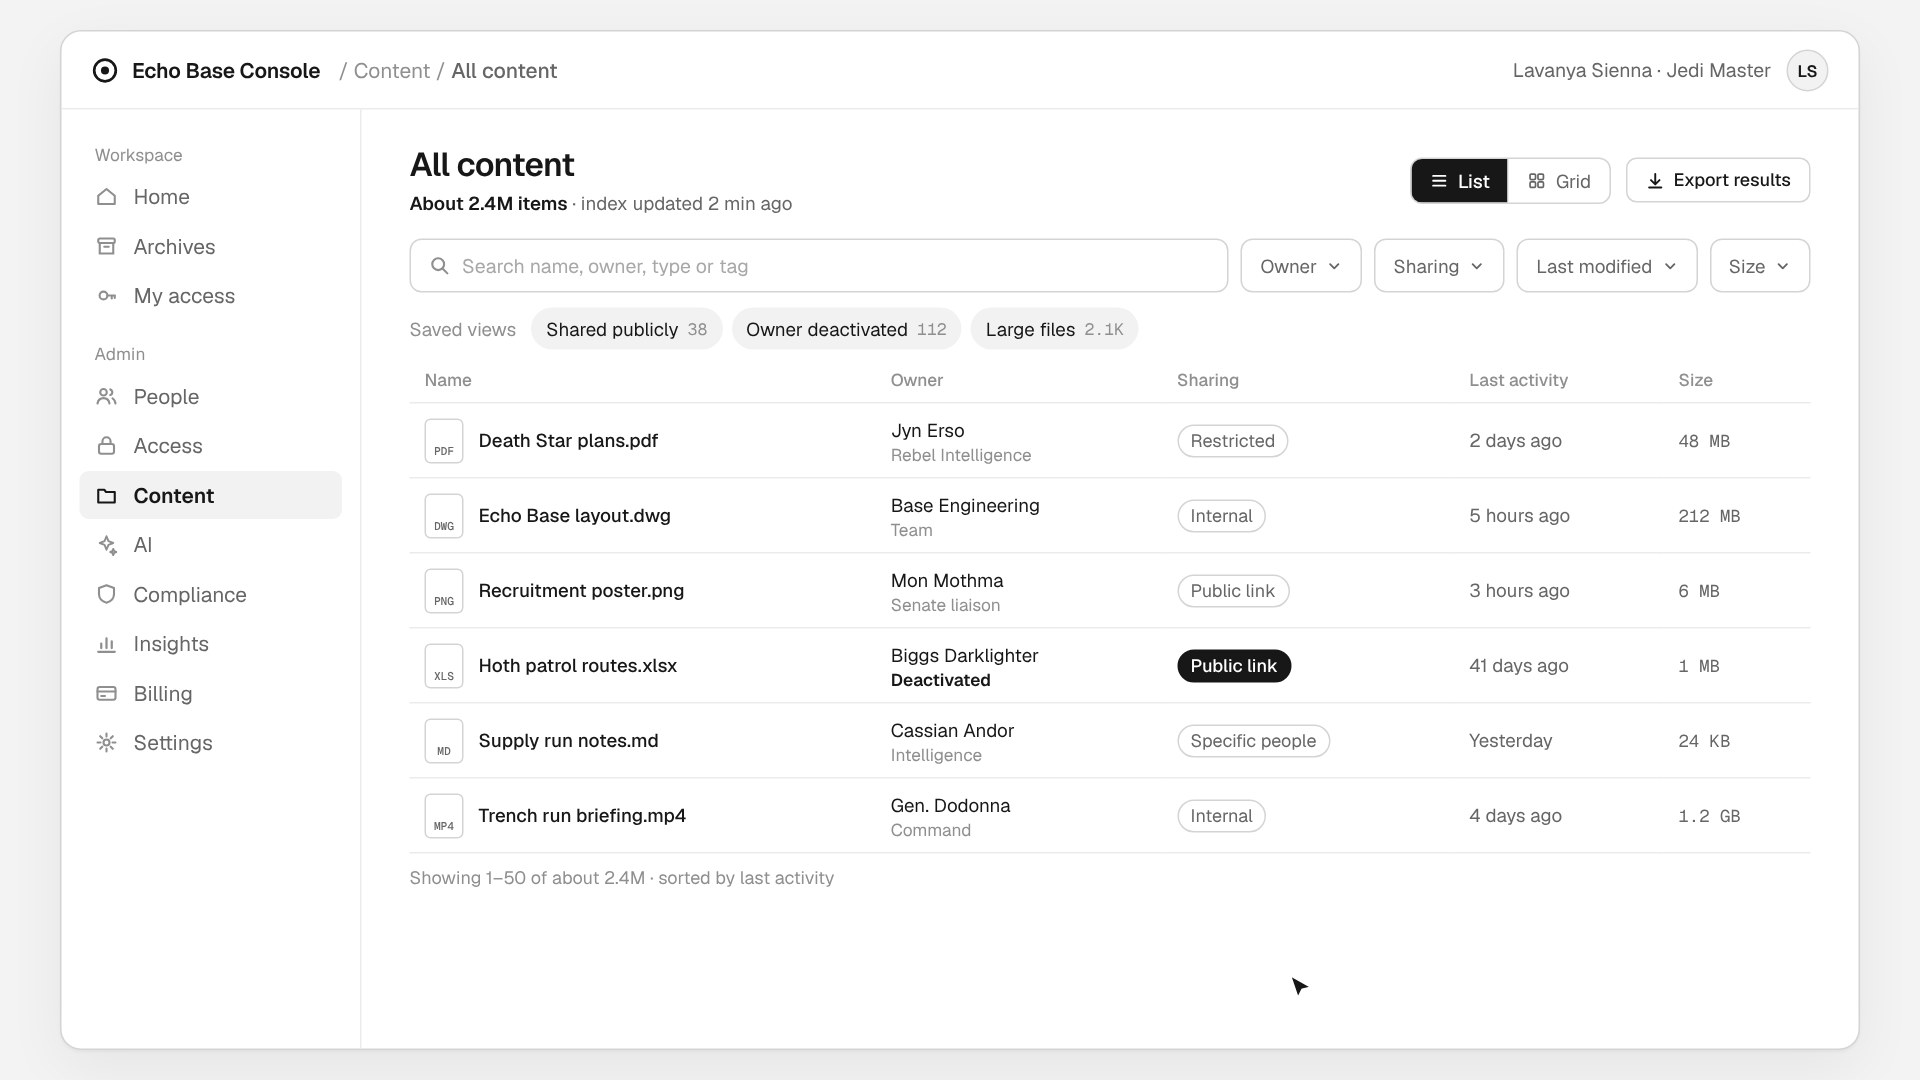 Echo Base Console / Content / All content
Lavanya Sienna · Jedi Master LS
Workspace
Home
Archives
My access
Admin
People
Access
Content
AI
Compliance
Insights
Billing
Settings
All content
About 2.4M items · index updated 2 min ago
List Grid Export results
Search name, owner, type or tag
Owner Sharing Last modified Size
Saved views Shared publicly 38 Owner deactivated 112 Large files 2.1K
Name Owner Sharing Last activity Size
PDF Death Star plans.pdf Jyn Erso Restricted 2 days ago 48 MB
Rebel Intelligence
DWG Echo Base layout.dwg Base Engineering Internal 5 hours ago 212 MB
Team
PNG Recruitment poster.png Mon Mothma Public link 3 hours ago 6 MB
Senate liaison
XLS Hoth patrol routes.xlsx Biggs Darklighter Public link 41 days ago 1 MB
Deactivated
MD Supply run notes.md Cassian Andor Specific people Yesterday 24 KB
Intelligence
MP4 Trench run briefing.mp4 Gen. Dodonna Internal 4 days ago 1.2 GB
Command
Showing 1–50 of about 2.4M · sorted by last activity